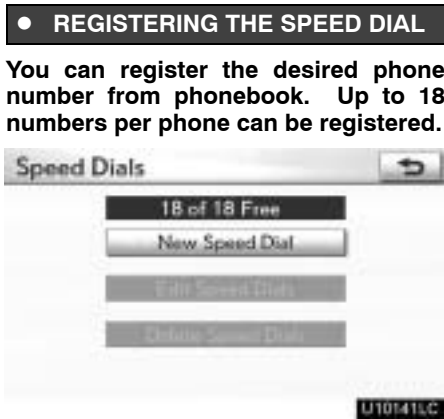 ● REGISTERING THE SPEED DIAL
You can register the desired phone
number from phonebook. Up to 18
numbers per phone can be registered.
Speed Dials
18 of 18 Free
New Speed Dial
Edit Speed Dials
Delete Speed Dials
U10141LC